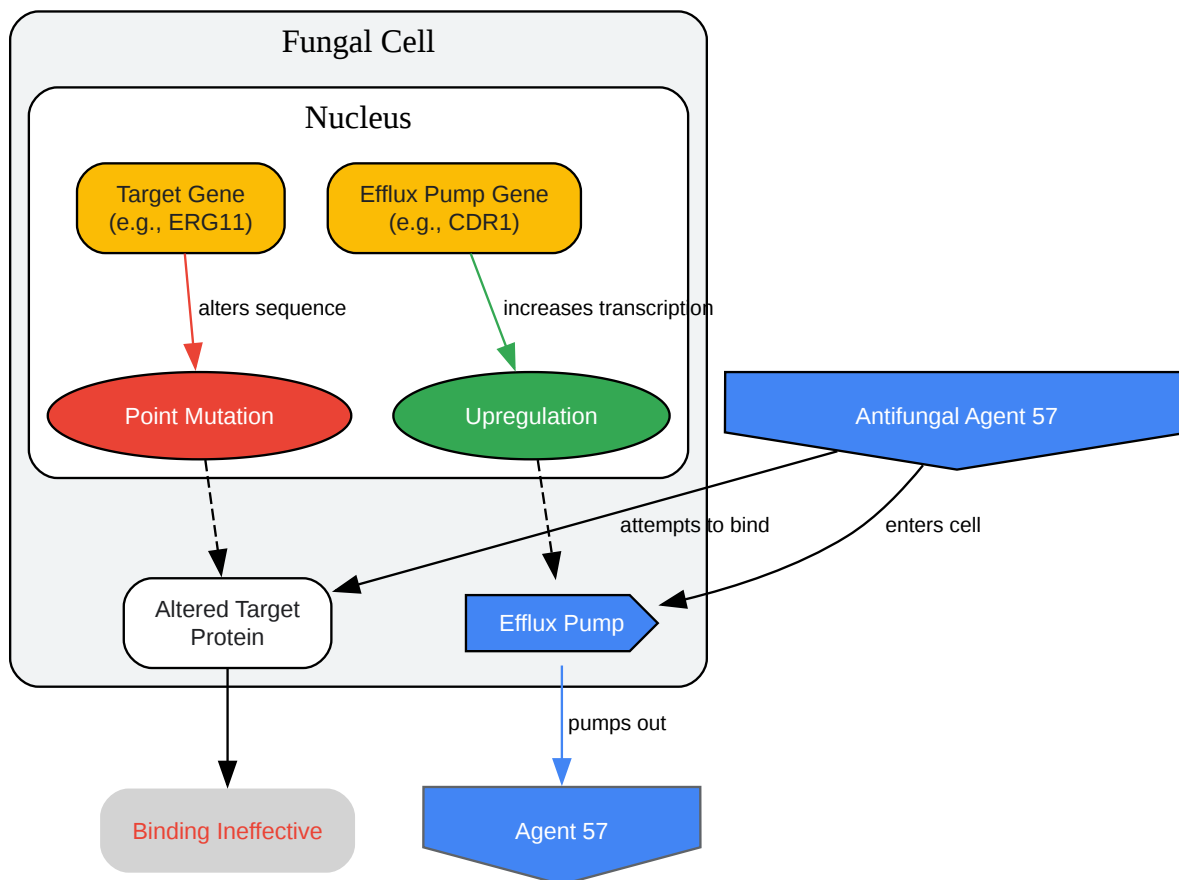 Fungal Cell
Nucleus
Target Gene
(e.g., ERG11)
Efflux Pump Gene
(e.g., CDR1)
alters sequence
increases transcription
Point Mutation
Upregulation
Antifungal Agent 57
attempts to bind
enters cell
Altered Target
Protein
Efflux Pump
pumps out
Binding Ineffective
Agent 57